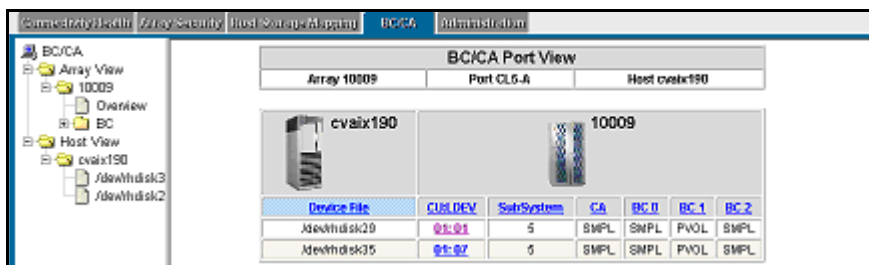 Connectivity/Health Array Security Host Storage Mapping BC/CA Administration
BC/CA
Array View
10009
Overview
BC
Host View
cvaix190
/dev/rhdisk3
/dev/rhdisk2
BC/CA Port View
Array 10009 Port CL5-A Host cvaix190
cvaix190 10009
Device File CU:LDEV SubSystem CA BC 0 BC 1 BC 2
/dev/rhdisk29 01:01 5 SMPL SMPL PVOL SMPL
/dev/rhdisk35 01:07 5 SMPL SMPL PVOL SMPL